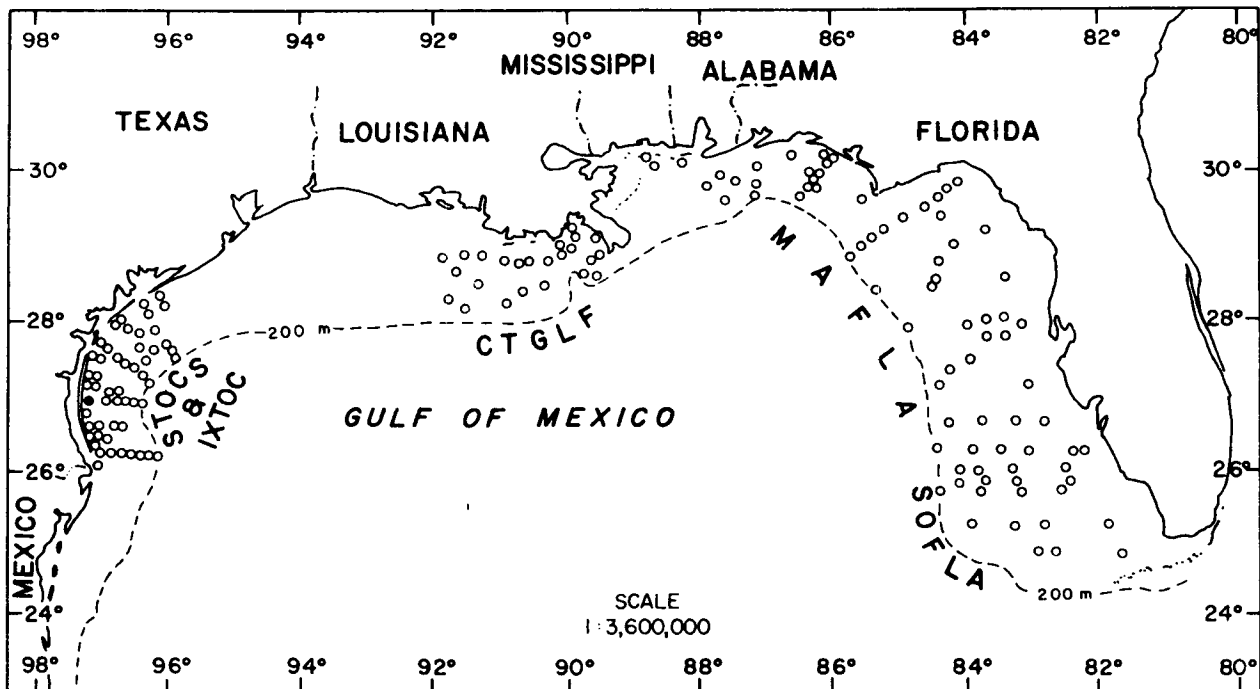 98° 96° 94° 92° 90° 88° 86° 84° 82° 80°
MISSISSIPPI ALABAMA
TEXAS LOUISIANA FLORIDA
30° 30°
MAFLA
28° 28°
200 m
CTGLF
STOCS
&
IXTOC
GULF OF MEXICO
26° 26°
SOFLA
MEXICO
200 m
SCALE
1:3,600,000
24° 24°
98° 96° 94° 92° 90° 88° 86° 84° 82° 80°